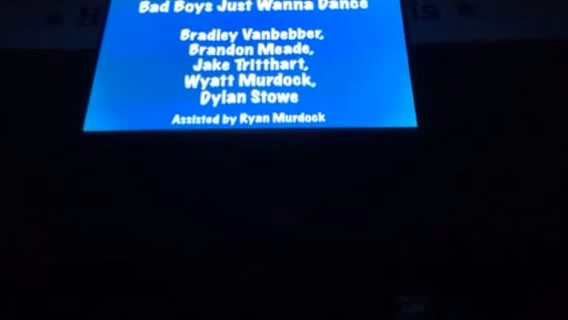 Bad Boys Just Wanna Dance
Bradley Vanbebber,
Brandon Meade,
Jake Tritthart,
Wyatt Murdock,
Dylan Stowe
Assisted by Ryan Murdock